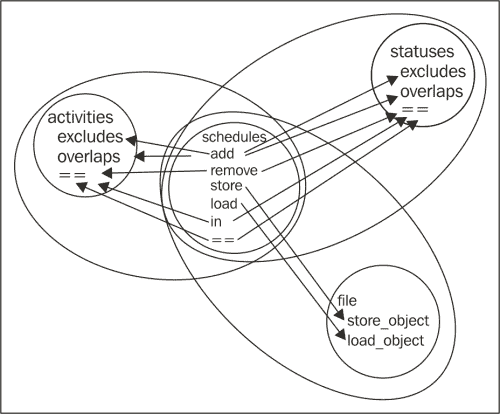 statuses
excludes
overlaps
==
activities
excludes
overlaps
==
schedules
add
remove
store
load
in
==
file
store_object
load_object